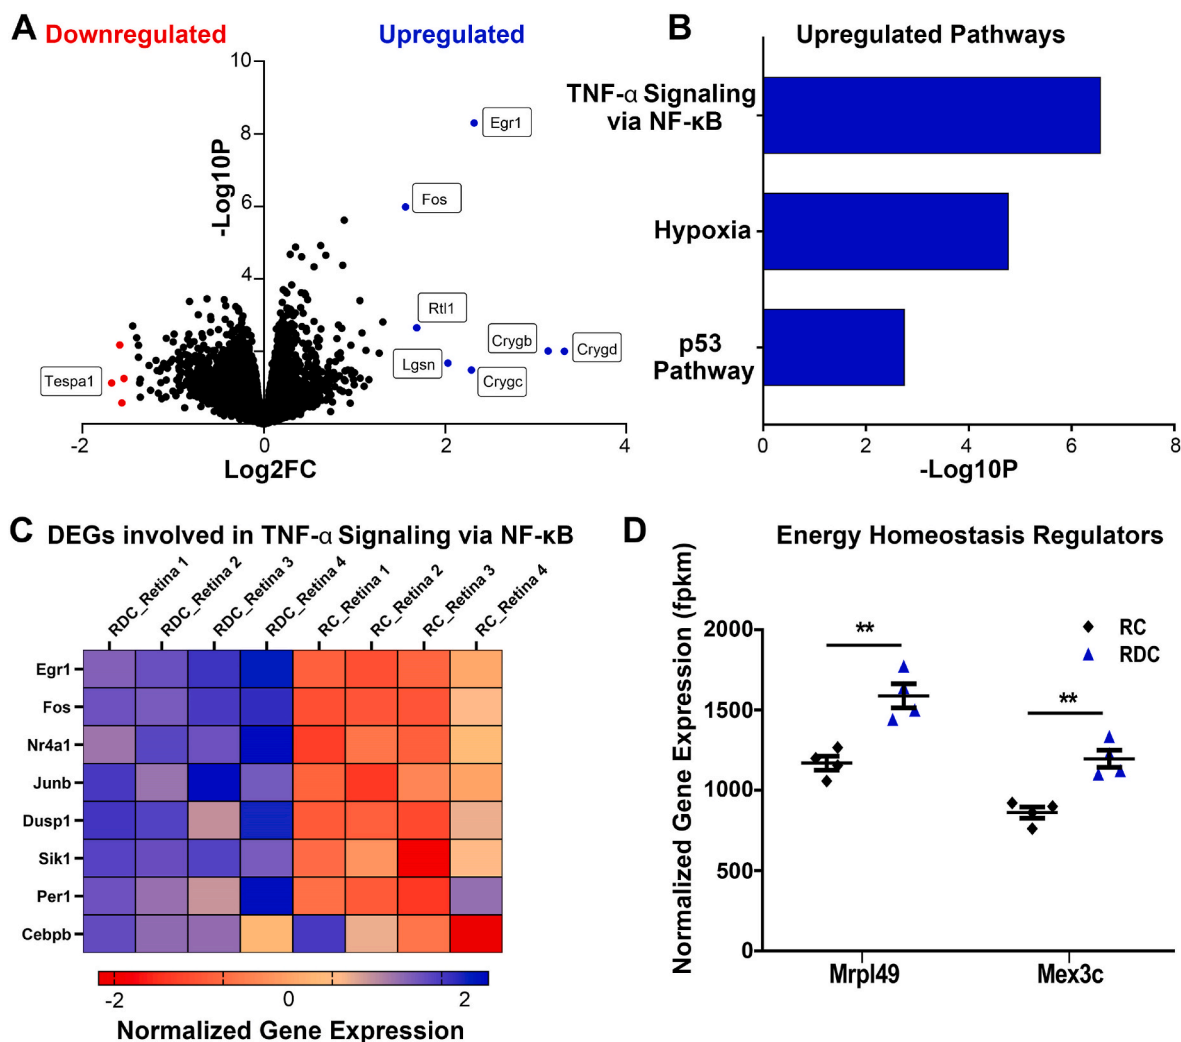 A
Downregulated
Upregulated
10
8
6
4
-Log10P
Egr1
Fos
Rtl1
Crygb
Crygd
Lgsn
Crygc
Tespa1
-2
0
2
4
Log2FC
B
Upregulated Pathways
TNF-α Signaling
via NF-κB
Hypoxia
p53
Pathway
0
2
4
6
8
-Log10P
C
DEGs involved in TNF-α Signaling via NF-κB
RDC_Retina 1
RDC_Retina 2
RDC_Retina 3
RDC_Retina 4
RC_Retina 1
RC_Retina 2
RC_Retina 3
RC_Retina 4
Egr1
Fos
Nr4a1
Junb
Dusp1
Sik1
Per1
Cebpb
-2
0
2
Normalized Gene Expression
D
Energy Homeostasis Regulators
Normalized Gene Expression (fpkm)
2000
1500
1000
500
0
**
**
RC
RDC
Mrpl49
Mex3c